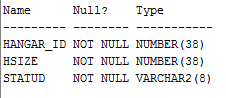 Name      Null?    Type
--------- -------- -----------
HANGAR_ID NOT NULL NUMBER(38)
HSIZE     NOT NULL NUMBER(38)
STATUD    NOT NULL VARCHAR2(8)